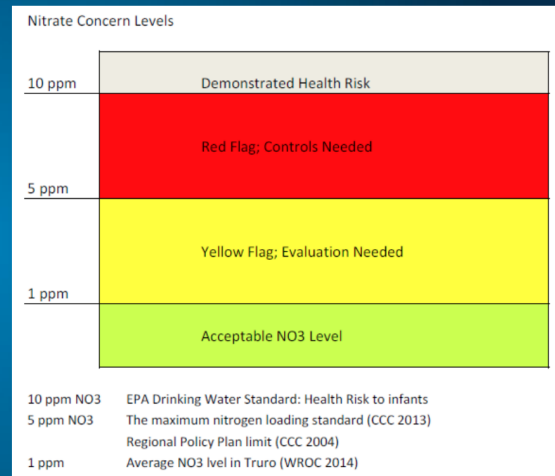 Nitrate Concern Levels
10 ppm
Demonstrated Health Risk
Red Flag; Controls Needed
5 ppm
Yellow Flag; Evaluation Needed
1 ppm
Acceptable NO3 Level
10 ppm NO3 EPA Drinking Water Standard: Health Risk to infants
5 ppm NO3 The maximum nitrogen loading standard (CCC 2013)
Regional Policy Plan limit (CCC 2004)
1 ppm Average NO3 lvel in Truro (WROC 2014)